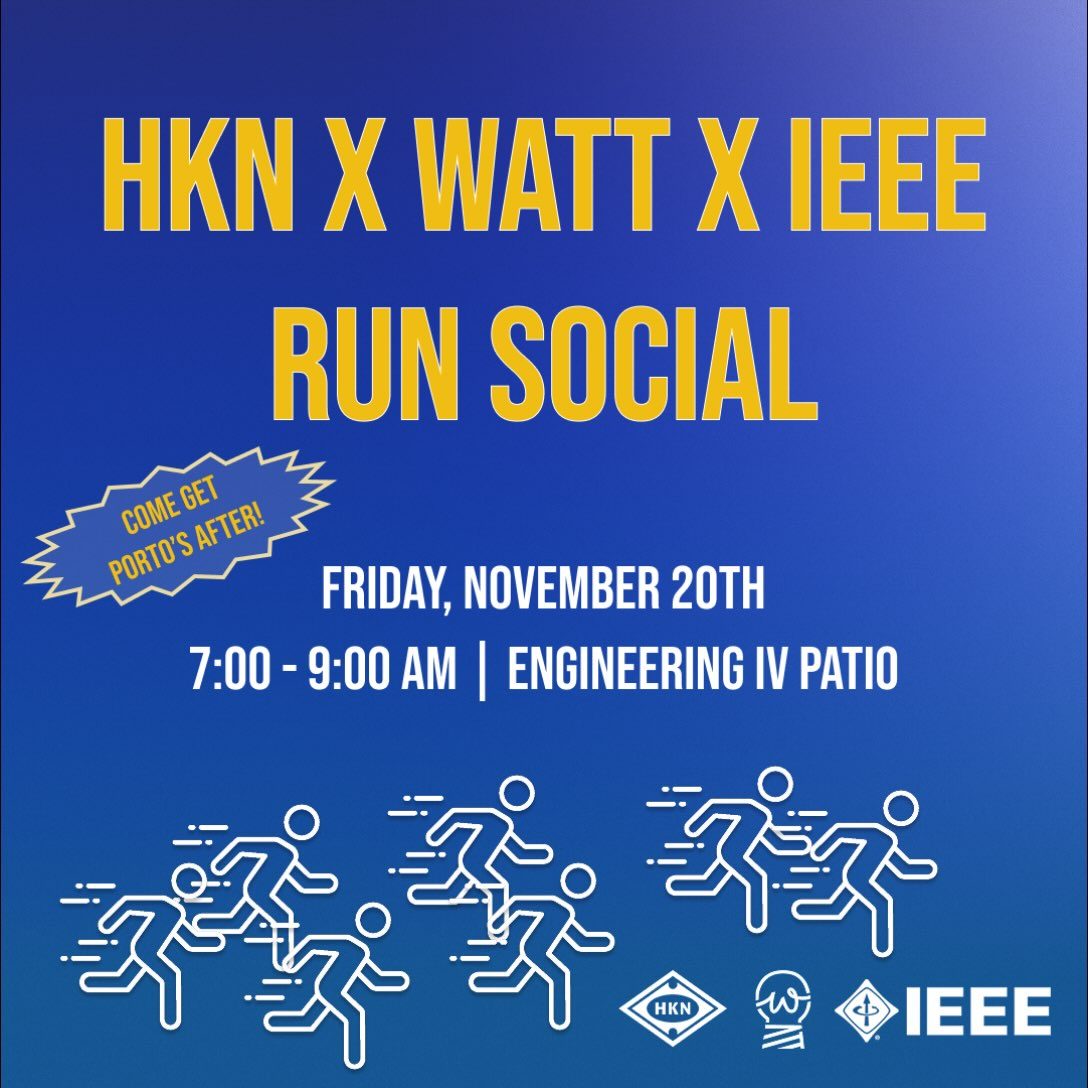 HKN X WATT X IEEE
RUN SOCIAL
COME GET
PORTO'S AFTER!
FRIDAY, NOVEMBER 20TH
7:00 - 9:00 AM | ENGINEERING IV PATIO
HKN
W
IEEE